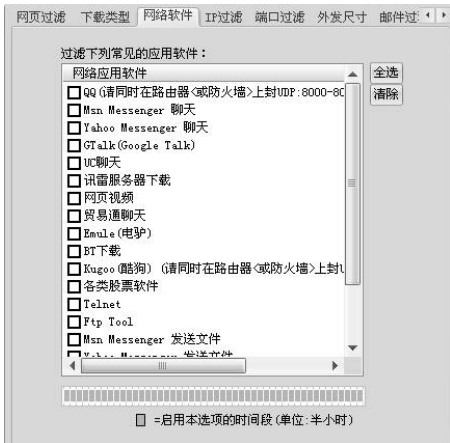 网页过滤 下载类型 网络软件 IP过滤 端口过滤 外发尺寸 邮件过
过滤下列常见的应用软件：
网络应用软件
全选
清除
QQ(请同时在路由器<或防火墙>上封UDP:8000-80
Msn Messenger 聊天
Yahoo Messenger 聊天
GTalk(Google Talk)
UC聊天
讯雷服务器下载
网页视频
贸易通聊天
Emule(电驴)
BT下载
Kugoo(酷狗) (请同时在路由器<或防火墙>上封U
各类股票软件
Telnet
Ftp Tool
Msn Messenger 发送文件
Yahoo Messenger 发送文件
=启用本选项的时间段(单位:半小时)